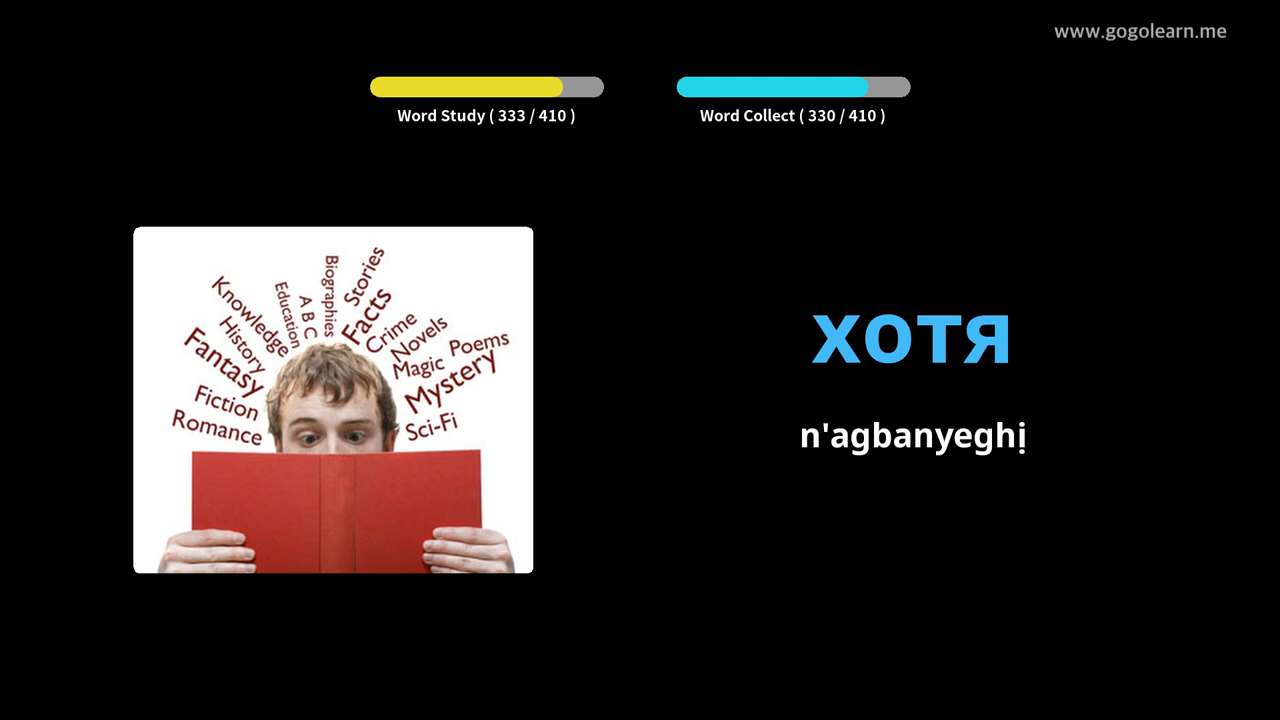 www.gogolearn.me
Word Study ( 333 / 410 )
Word Collect ( 330 / 410 )
Biographies
Stories
Knowledge
Education
A B C
Facts
History
Crime
Novels
Fantasy
Magic
Poems
Mystery
Fiction
Romance
Sci-Fi
хотя
n'agbanyeghị